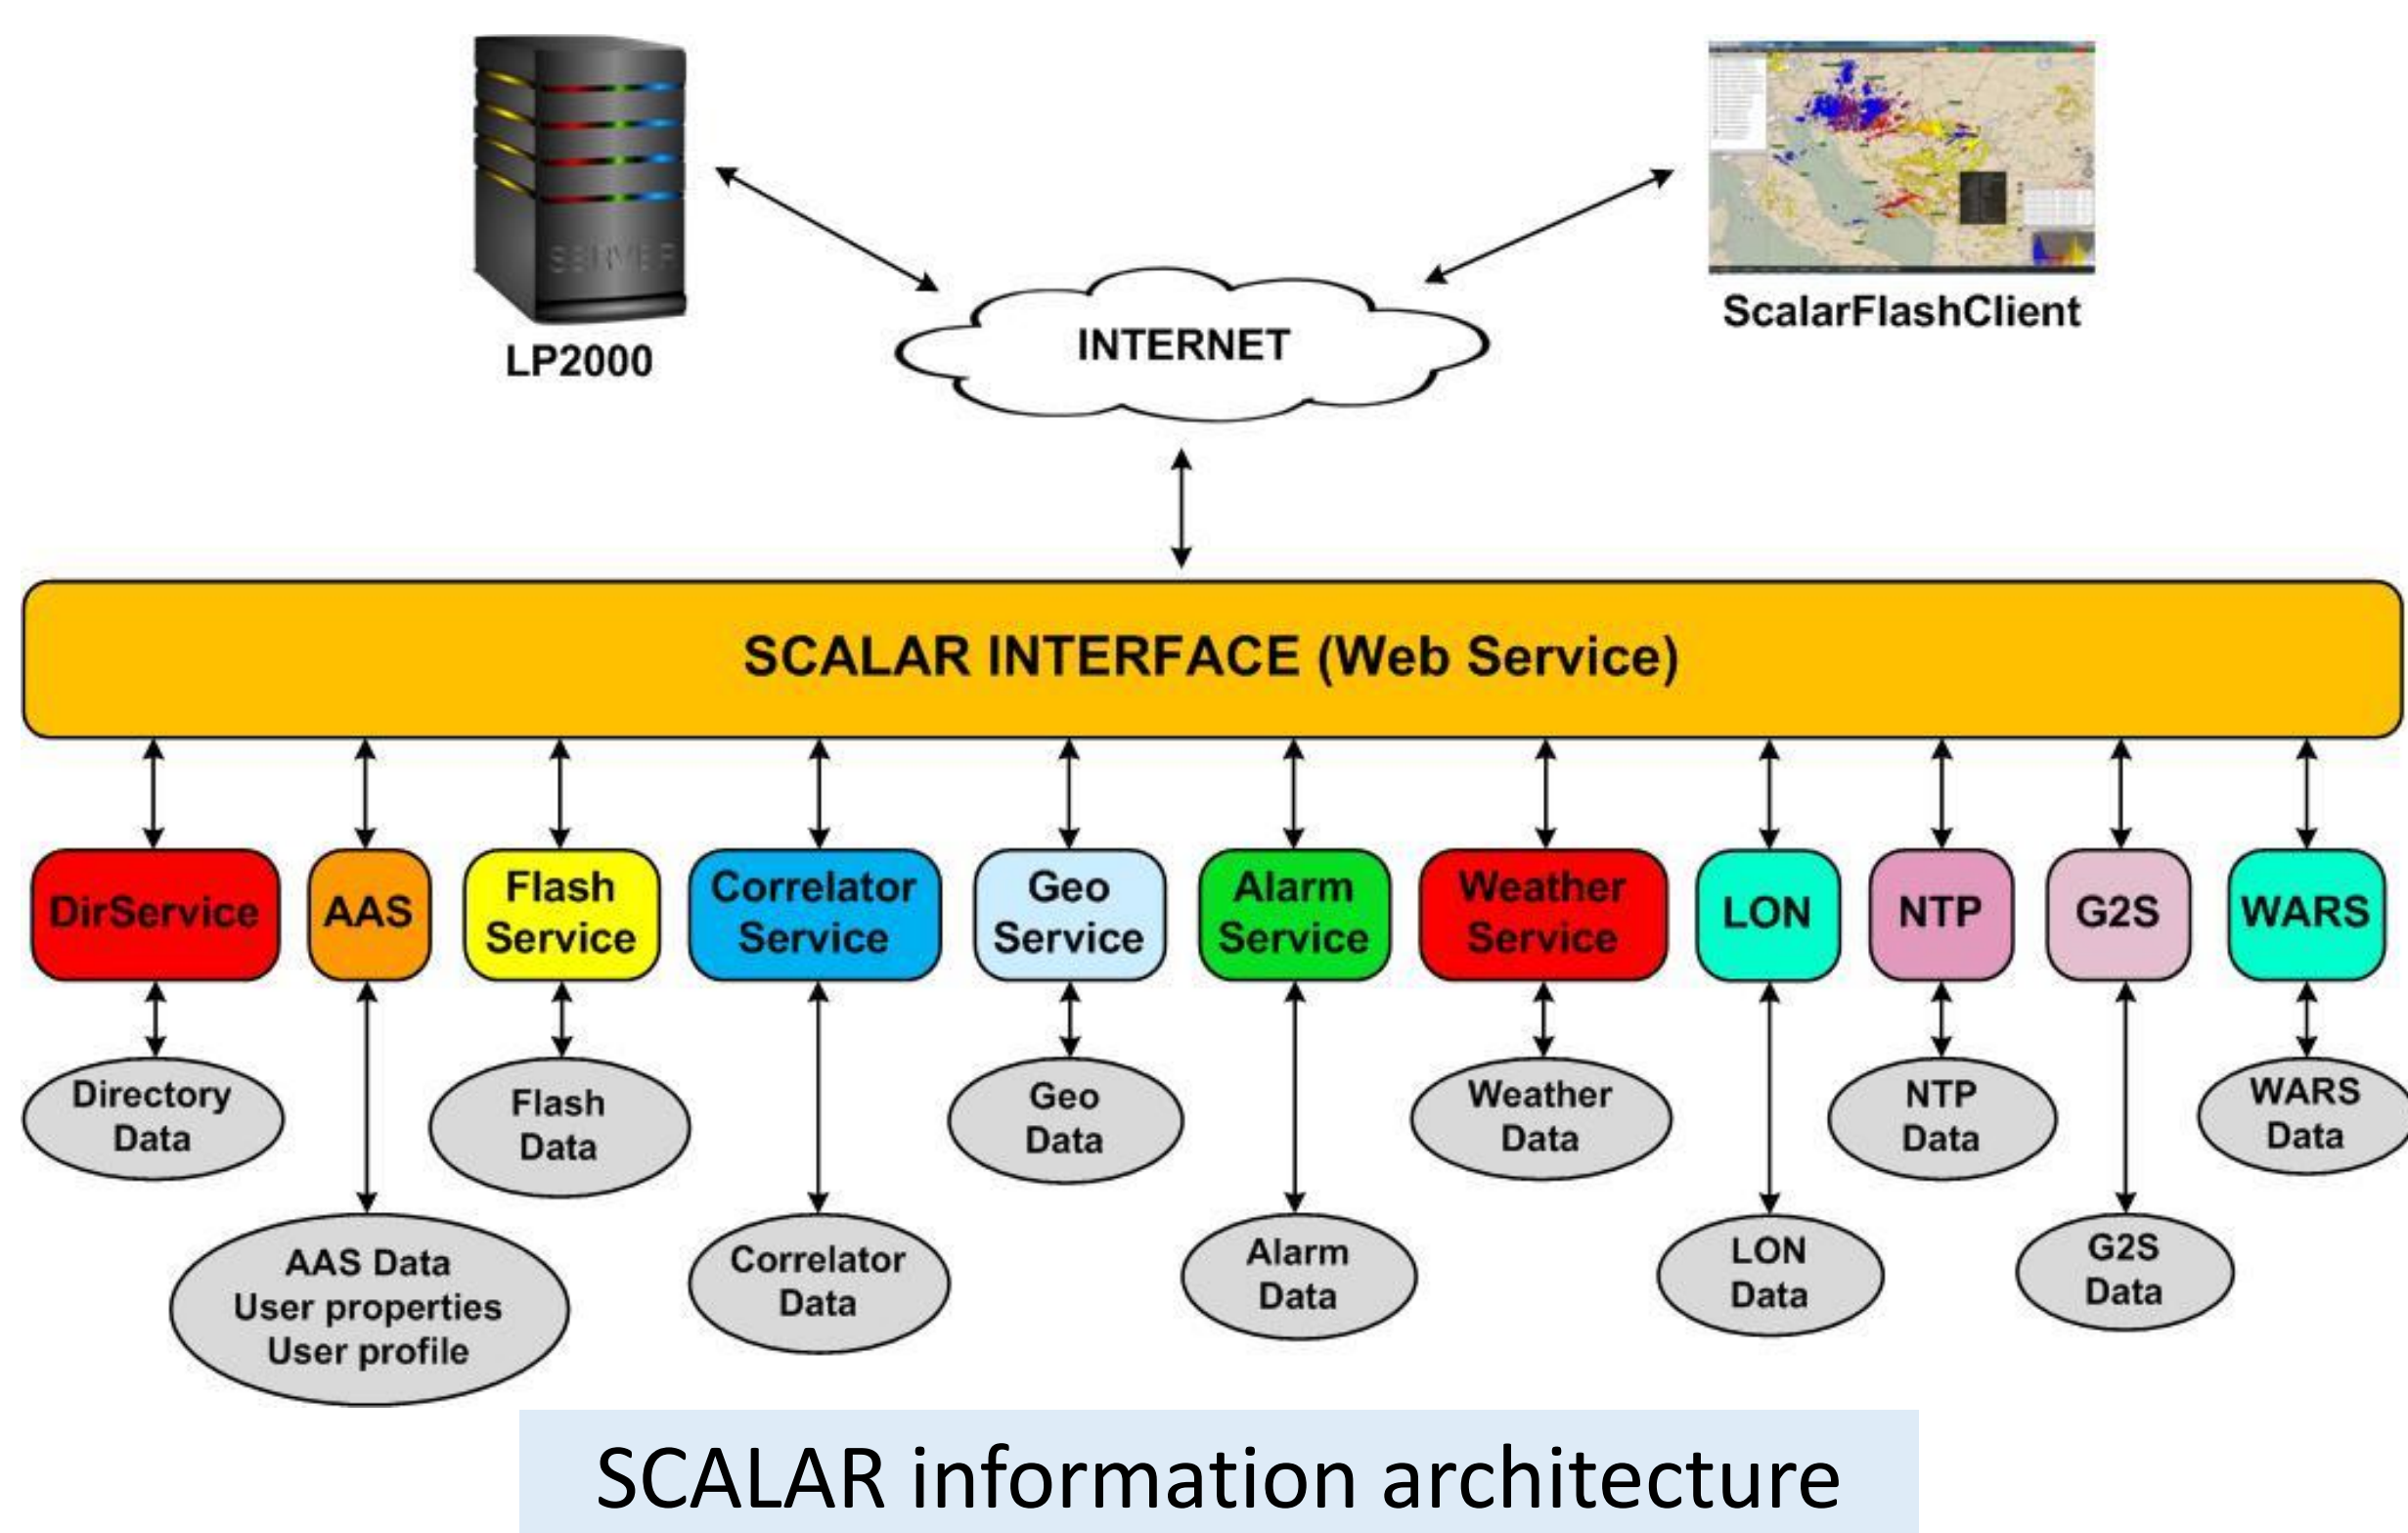 SERVER
LP2000
ScalarFlashClient
INTERNET
SCALAR INTERFACE (Web Service)
DirService
AAS
Flash
Service
Correlator
Service
Geo
Service
Alarm
Service
Weather
Service
LON
NTP
G2S
WARS
Directory
Data
Flash
Data
Geo
Data
Weather
Data
NTP
Data
WARS
Data
AAS Data
User properties
User profile
Correlator
Data
Alarm
Data
LON
Data
G2S
Data
SCALAR information architecture